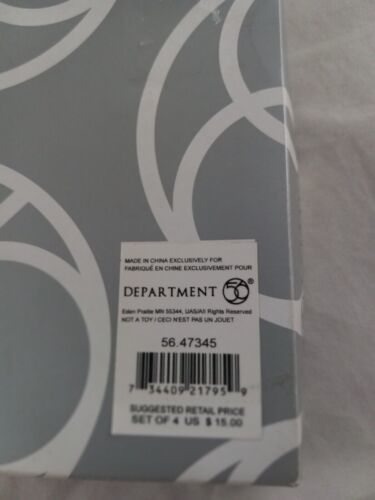 MADE IN CHINA EXCLUSIVELY FOR
FABRIQUÉ EN CHINE EXCLUSIVEMENT POUR
DEPARTMENT 56®
Eden Prairie MN 55344, UAS/All Rights Reserved
NOT A TOY / CECI N'EST PAS UN JOUET
56.47345
7 34409 21795 9
SUGGESTED RETAIL PRICE
SET OF 4 US $ 15.00